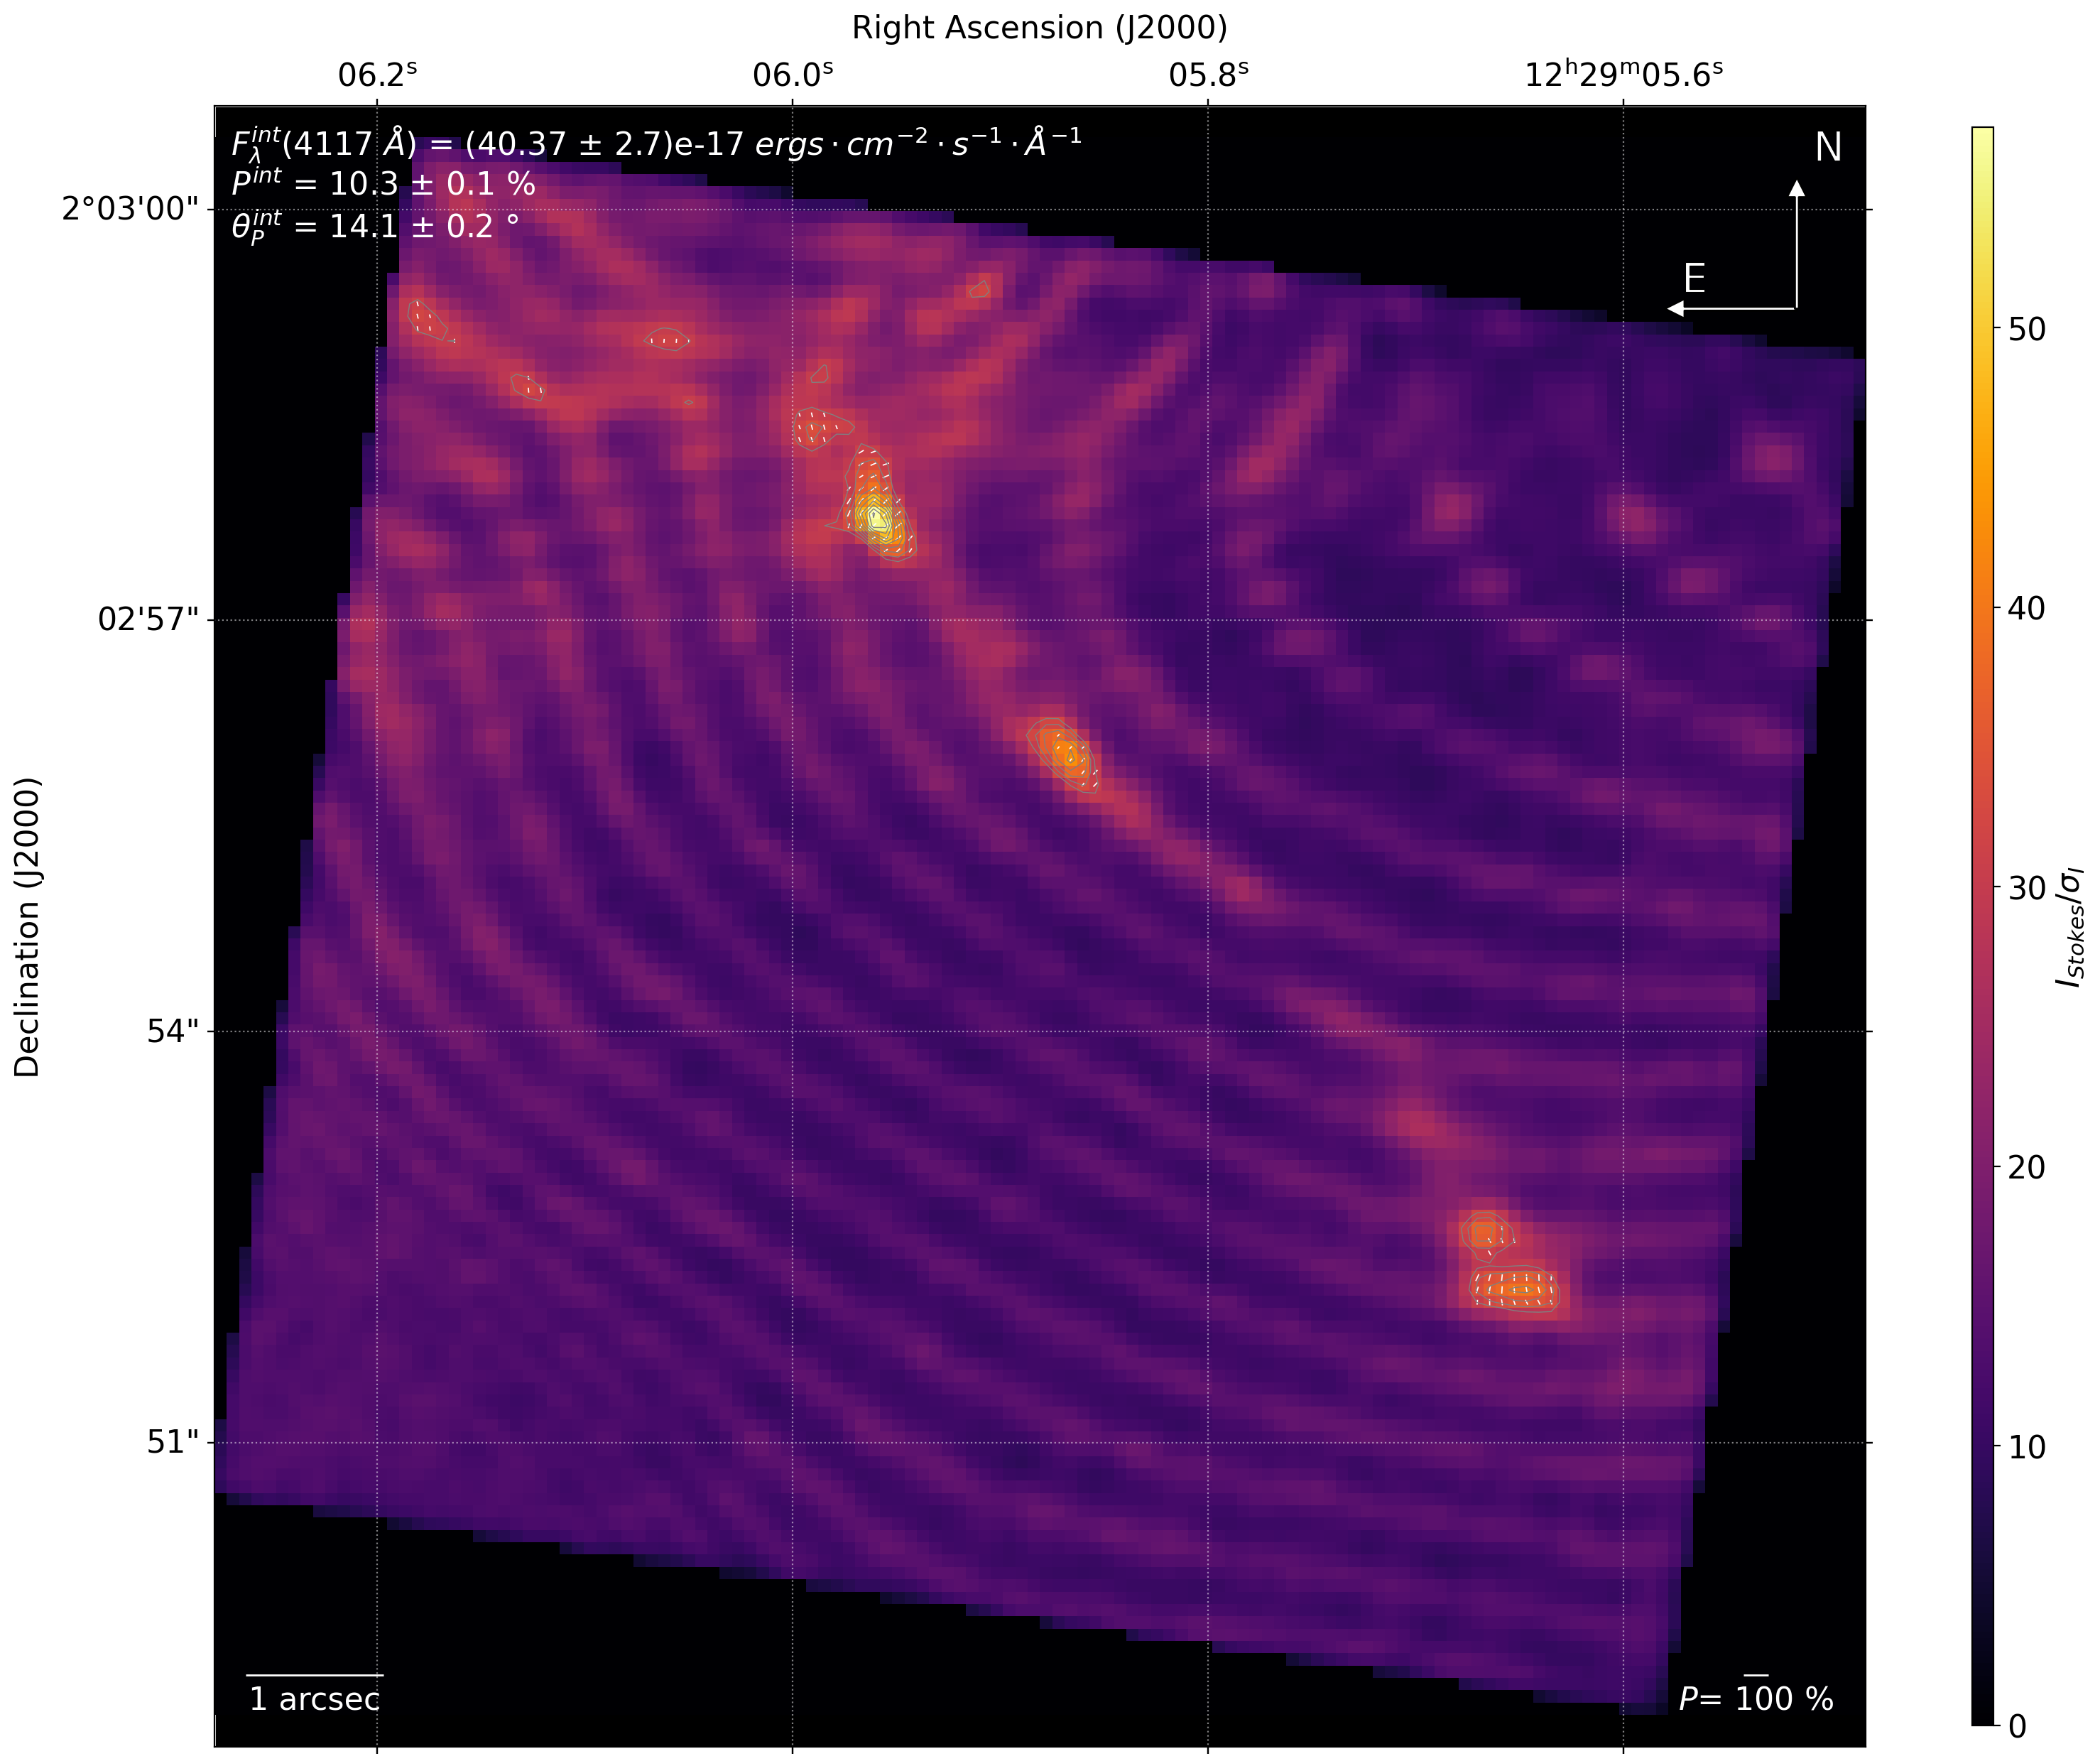 Right Ascension (J2000)
06.2ˢ 06.0ˢ 05.8ˢ 12ʰ29ᵐ05.6ˢ
F_λ^int(4117 Å) = (40.37 ± 2.7)e-17 ergs · cm⁻² · s⁻¹ · Å⁻¹
P^int = 10.3 ± 0.1 %
θ_P^int = 14.1 ± 0.2 °
N
E
2°03'00"
02'57"
54"
51"
Declination (J2000)
1 arcsec
P= 100 %
50
40
30
20
10
0
I_Stokes/σ_I